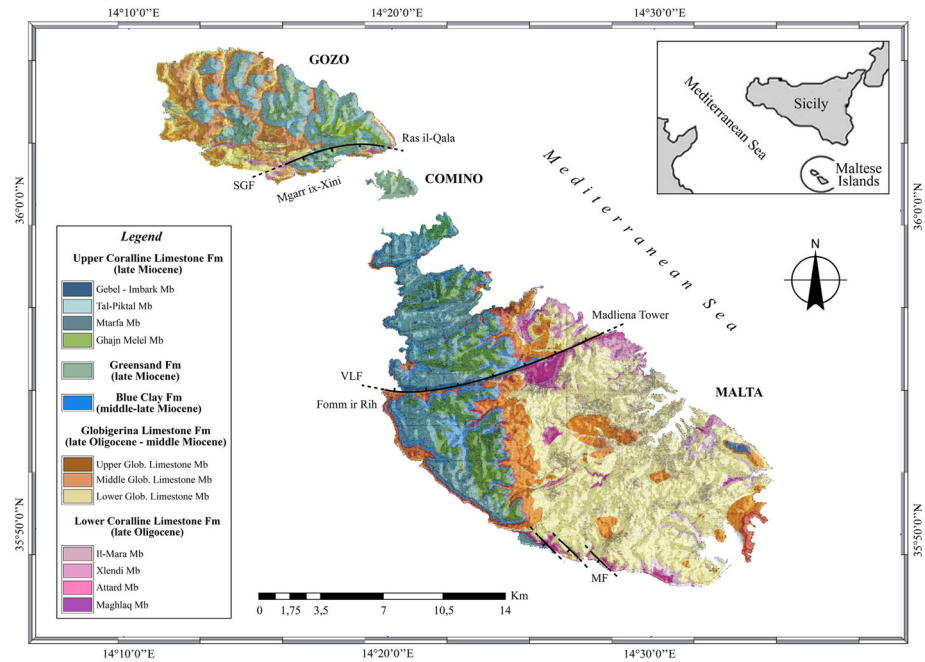 14°10'0’’E
14°20'0’’E
14°30'0’’E
GOZO
Ras il-Qala
SGF
Mgarr ix-Xini
COMINO
Mediterranean Sea
Mediterranean Sea
Sicily
Maltese
Islands
N
36°0'0’’N
36°0'0’’N
Legend
Upper Coralline Limestone Fm
(late Miocene)
Gebel - Imbark Mb
Tal-Piktal Mb
Mtarfa Mb
Ghajn Melel Mb
Greensand Fm
(late Miocene)
Blue Clay Fm
(middle-late Miocene)
Globigerina Limestone Fm
(late Oligocene - middle Miocene)
Upper Glob. Limestone Mb
Middle Glob. Limestone Mb
Lower Glob. Limestone Mb
Lower Coralline Limestone Fm
(late Oligocene)
Il-Mara Mb
Xlendi Mb
Attard Mb
Maghlaq Mb
Madliena Tower
VLF
Fomm ir Rih
MALTA
MF
35°50'0’’N
35°50'0’’N
Km
0 1,75 3,5 7 10,5 14
14°10'0’’E
14°20'0’’E
14°30'0’’E